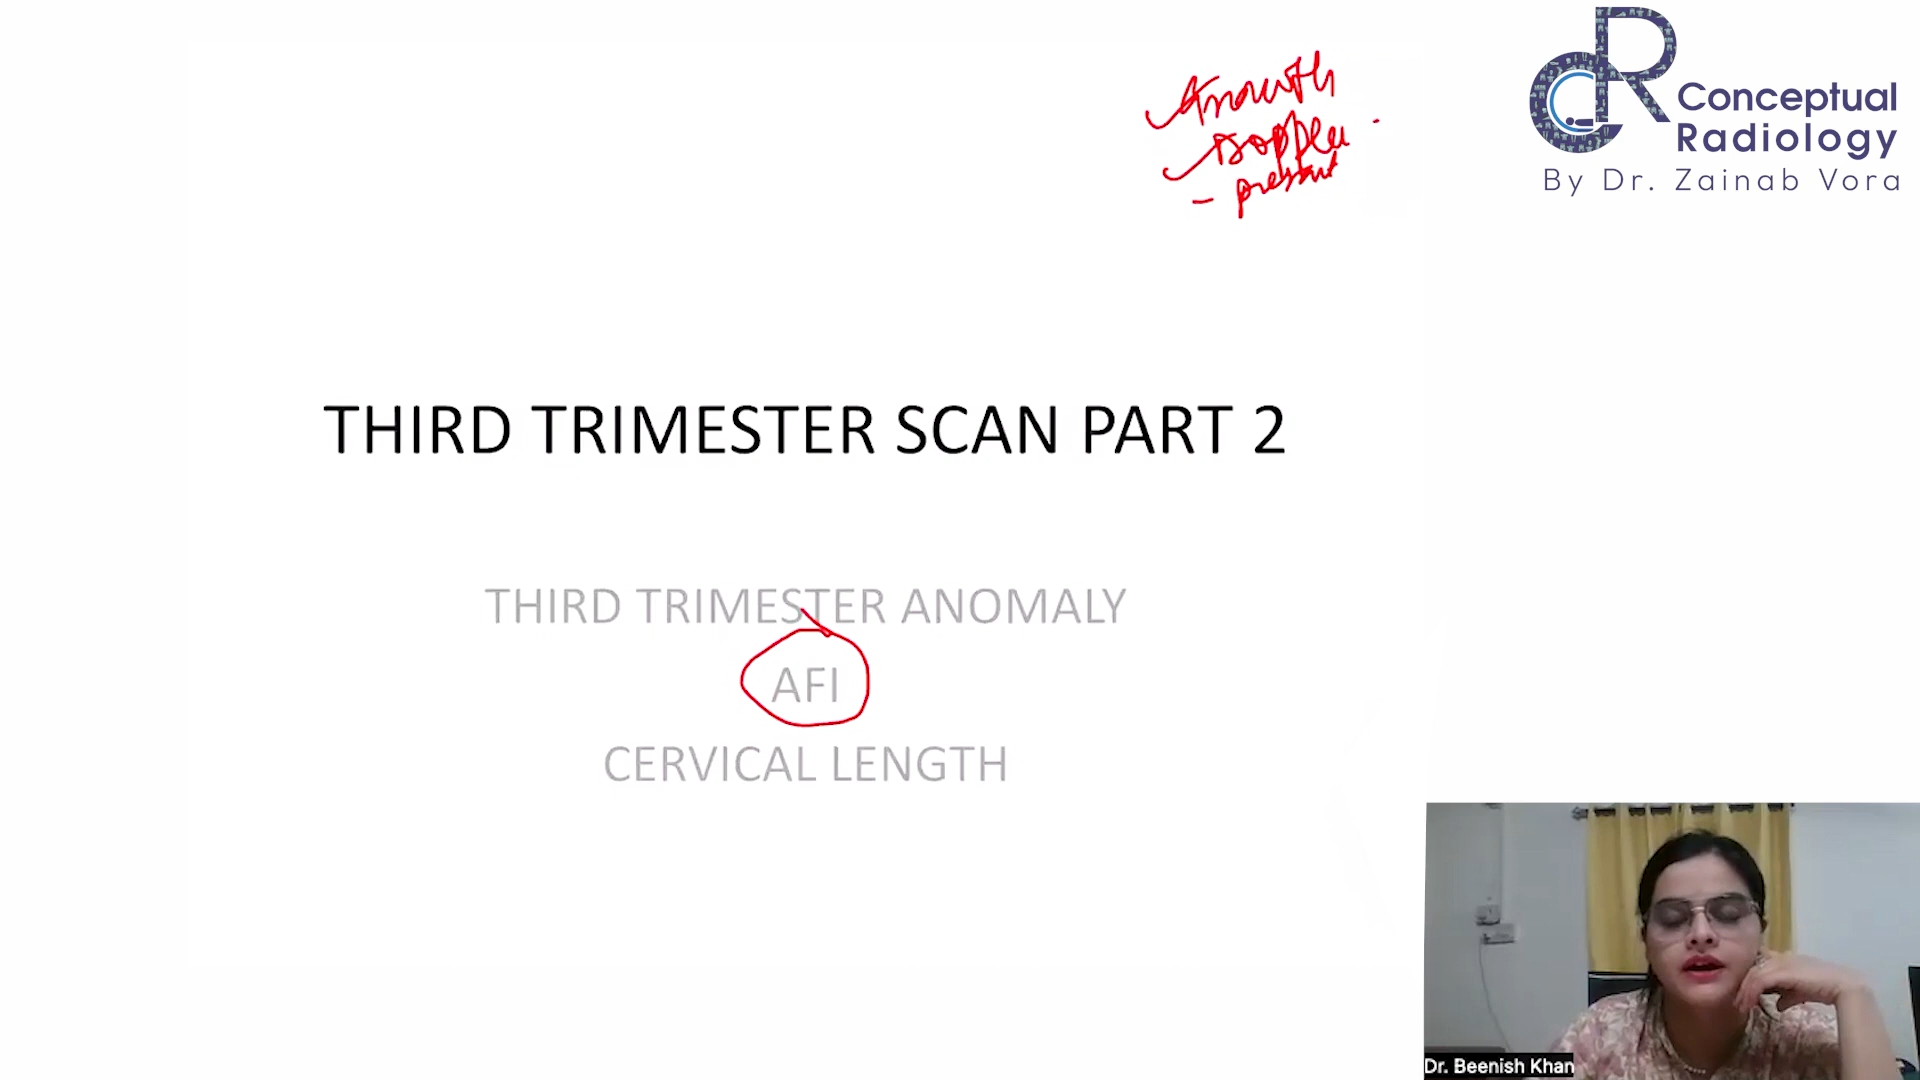 Growth
Doppler
Conceptual
Radiology
By Dr. Zainab Vora
THIRD TRIMESTER SCAN PART 2
THIRD TRIMESTER ANOMALY
AFI
CERVICAL LENGTH
Dr. Beenish Khan